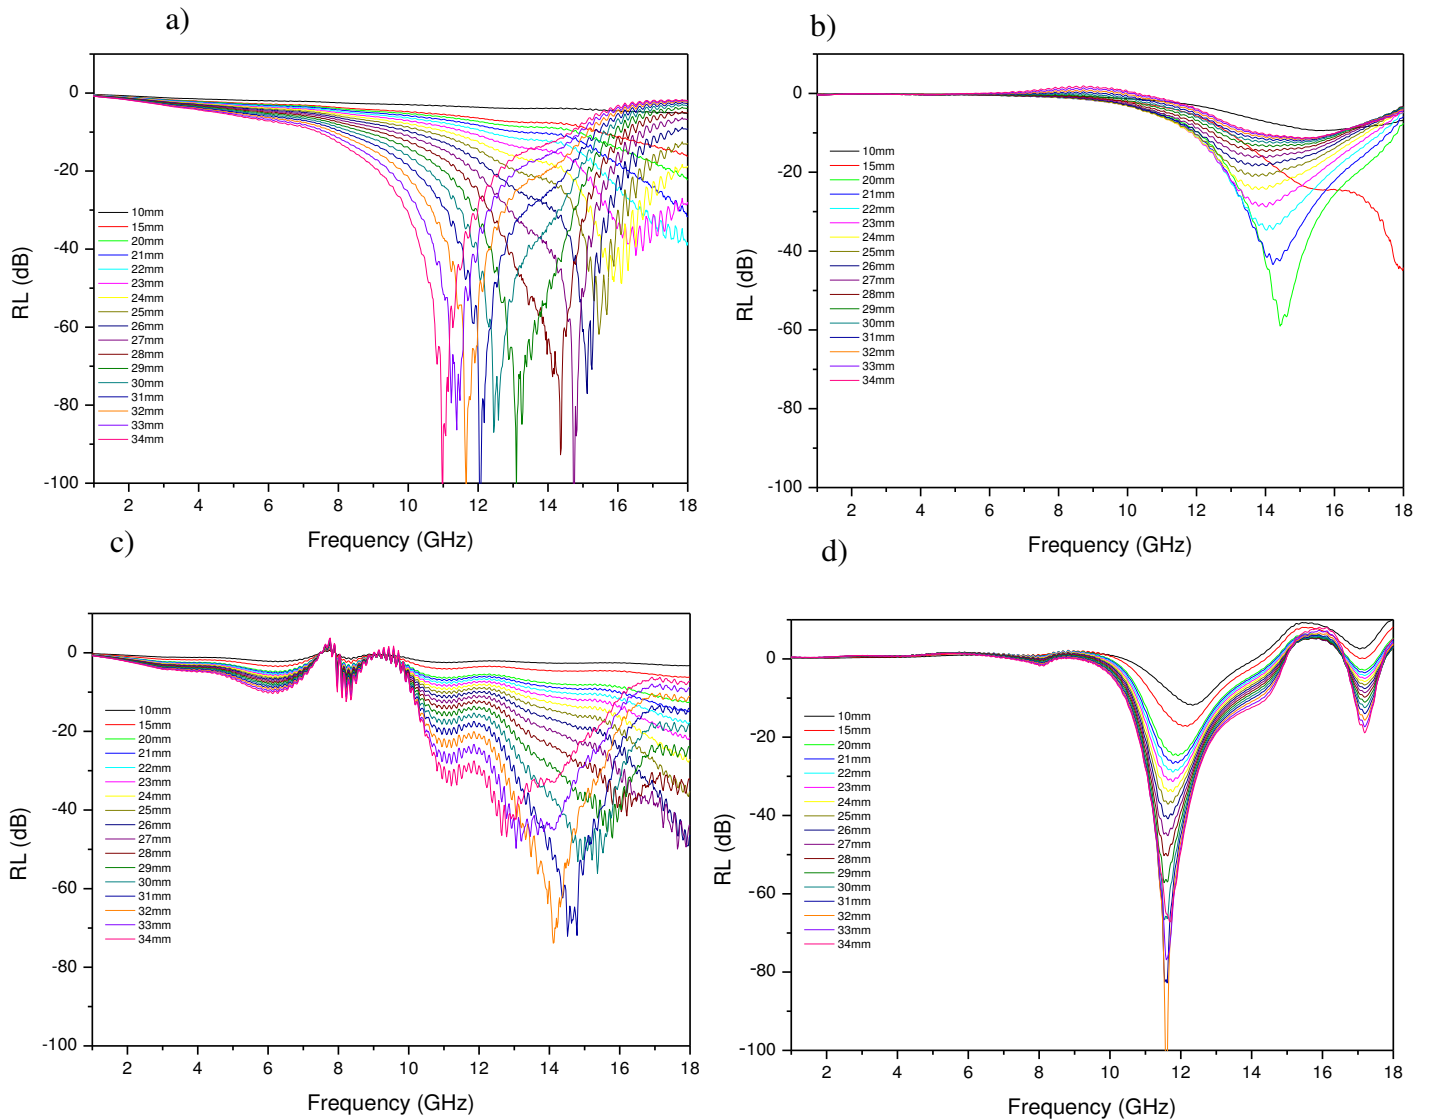 a)
0
-20
-40
-60
-80
-100
RL (dB)
10mm
15mm
20mm
21mm
22mm
23mm
24mm
25mm
26mm
27mm
28mm
29mm
30mm
31mm
32mm
33mm
34mm
2 4 6 8 10 12 14 16 18
Frequency (GHz)
b)
0
-20
-40
-60
-80
-100
RL (dB)
10mm
15mm
20mm
21mm
22mm
23mm
24mm
25mm
26mm
27mm
28mm
29mm
30mm
31mm
32mm
33mm
34mm
2 4 6 8 10 12 14 16 18
Frequency (GHz)
c)
0
-20
-40
-60
-80
-100
RL (dB)
10mm
15mm
20mm
21mm
22mm
23mm
24mm
25mm
26mm
27mm
28mm
29mm
30mm
31mm
32mm
33mm
34mm
2 4 6 8 10 12 14 16 18
Frequency (GHz)
d)
0
-20
-40
-60
-80
-100
RL (dB)
10mm
15mm
20mm
21mm
22mm
23mm
24mm
25mm
26mm
27mm
28mm
29mm
30mm
31mm
32mm
33mm
34mm
2 4 6 8 10 12 14 16 18
Frequency (GHz)